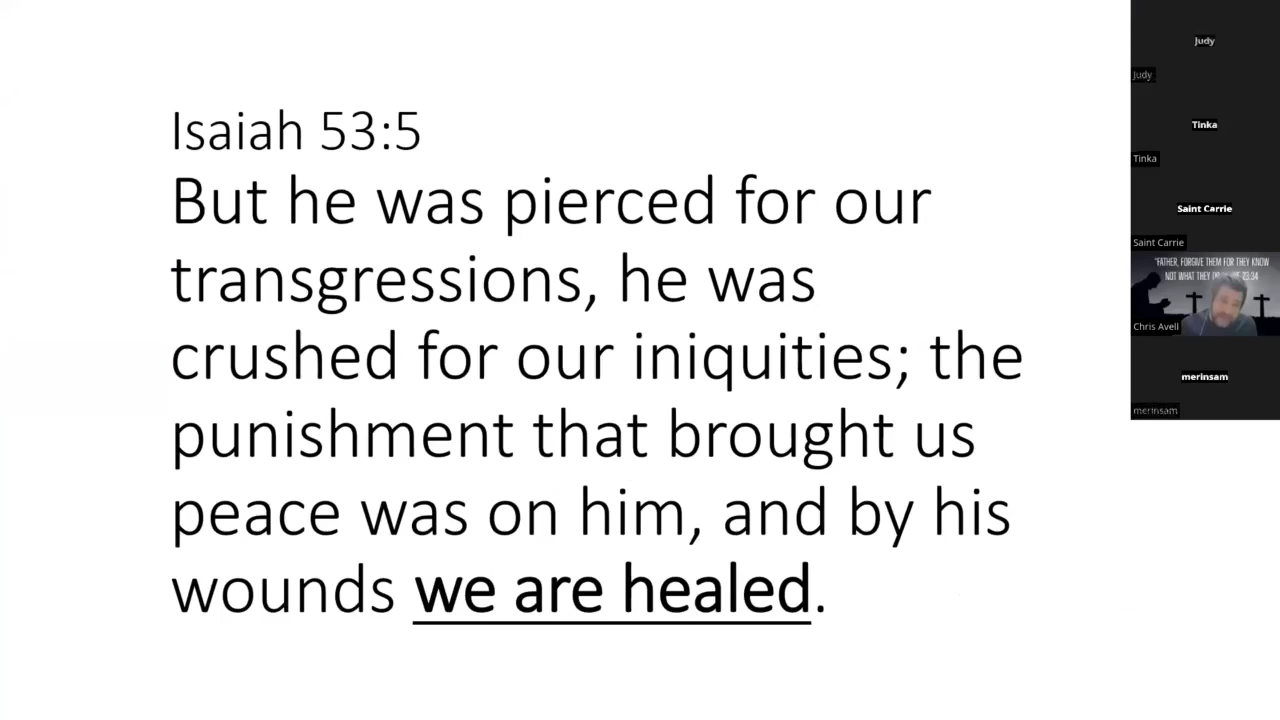 Isaiah 53:5
But he was pierced for our
transgressions, he was
crushed for our iniquities; the
punishment that brought us
peace was on him, and by his
wounds we are healed.
Judy
Judy
Tinka
Tinka
Saint Carrie
Saint Carrie
"FATHER, FORGIVE THEM FOR THEY KNOW
NOT WHAT THEY 23:34
Chris Avell
merinsam
merinsam